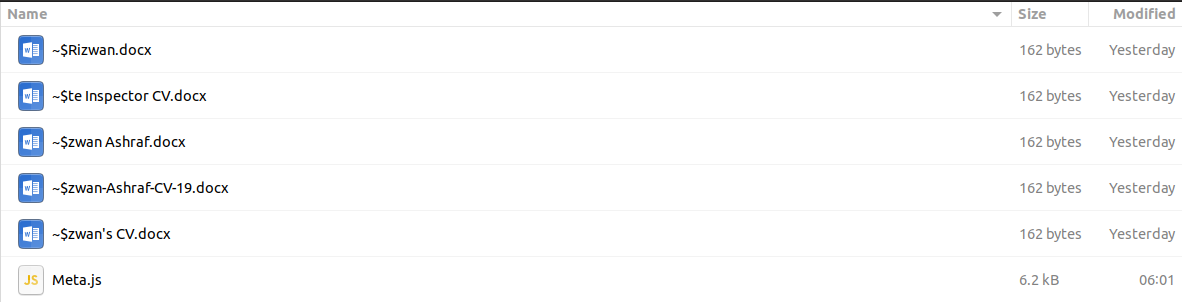 Name Size Modified
~$Rizwan.docx 162 bytes Yesterday
~$te Inspector CV.docx 162 bytes Yesterday
~$zwan Ashraf.docx 162 bytes Yesterday
~$zwan-Ashraf-CV-19.docx 162 bytes Yesterday
~$zwan's CV.docx 162 bytes Yesterday
JS Meta.js 6.2 kB 06:01